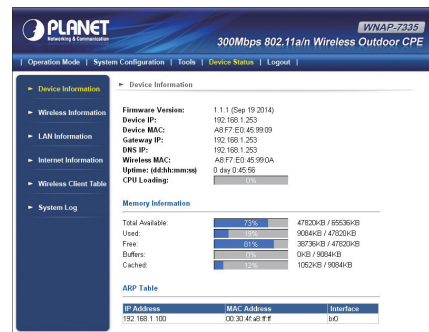 PLANET
Networking & Communication
WNAP-7335
300Mbps 802.11a/n Wireless Outdoor CPE
| Operation Mode | System Configuration | Tools | Device Status | Logout |
► Device Information
► Wireless Information
► LAN Information
► Internet Information
► Wireless Client Table
► System Log
► Device Information
Firmware Version: 1.1.1 (Sep 19 2014)
Device IP: 192.168.1.253
Device MAC: A8:F7:E0:45:99:09
Gateway IP: 192.168.1.253
DNS IP: 192.168.1.253
Wireless MAC: A8:F7:E0:45:99:0A
Uptime: (dd:hh:mm:ss) 0 day 0:45:56
CPU Loading: 0%
Memory Information
Total Available: 73% 47820KB / 65536KB
Used: 19% 9084KB / 47820KB
Free: 81% 38736KB / 47820KB
Buffers: 0% 0KB / 9084KB
Cached: 12% 1052KB / 9084KB
ARP Table
IP Address MAC Address Interface
192.168.1.100 00:30:4f:a8:ff:ff br0